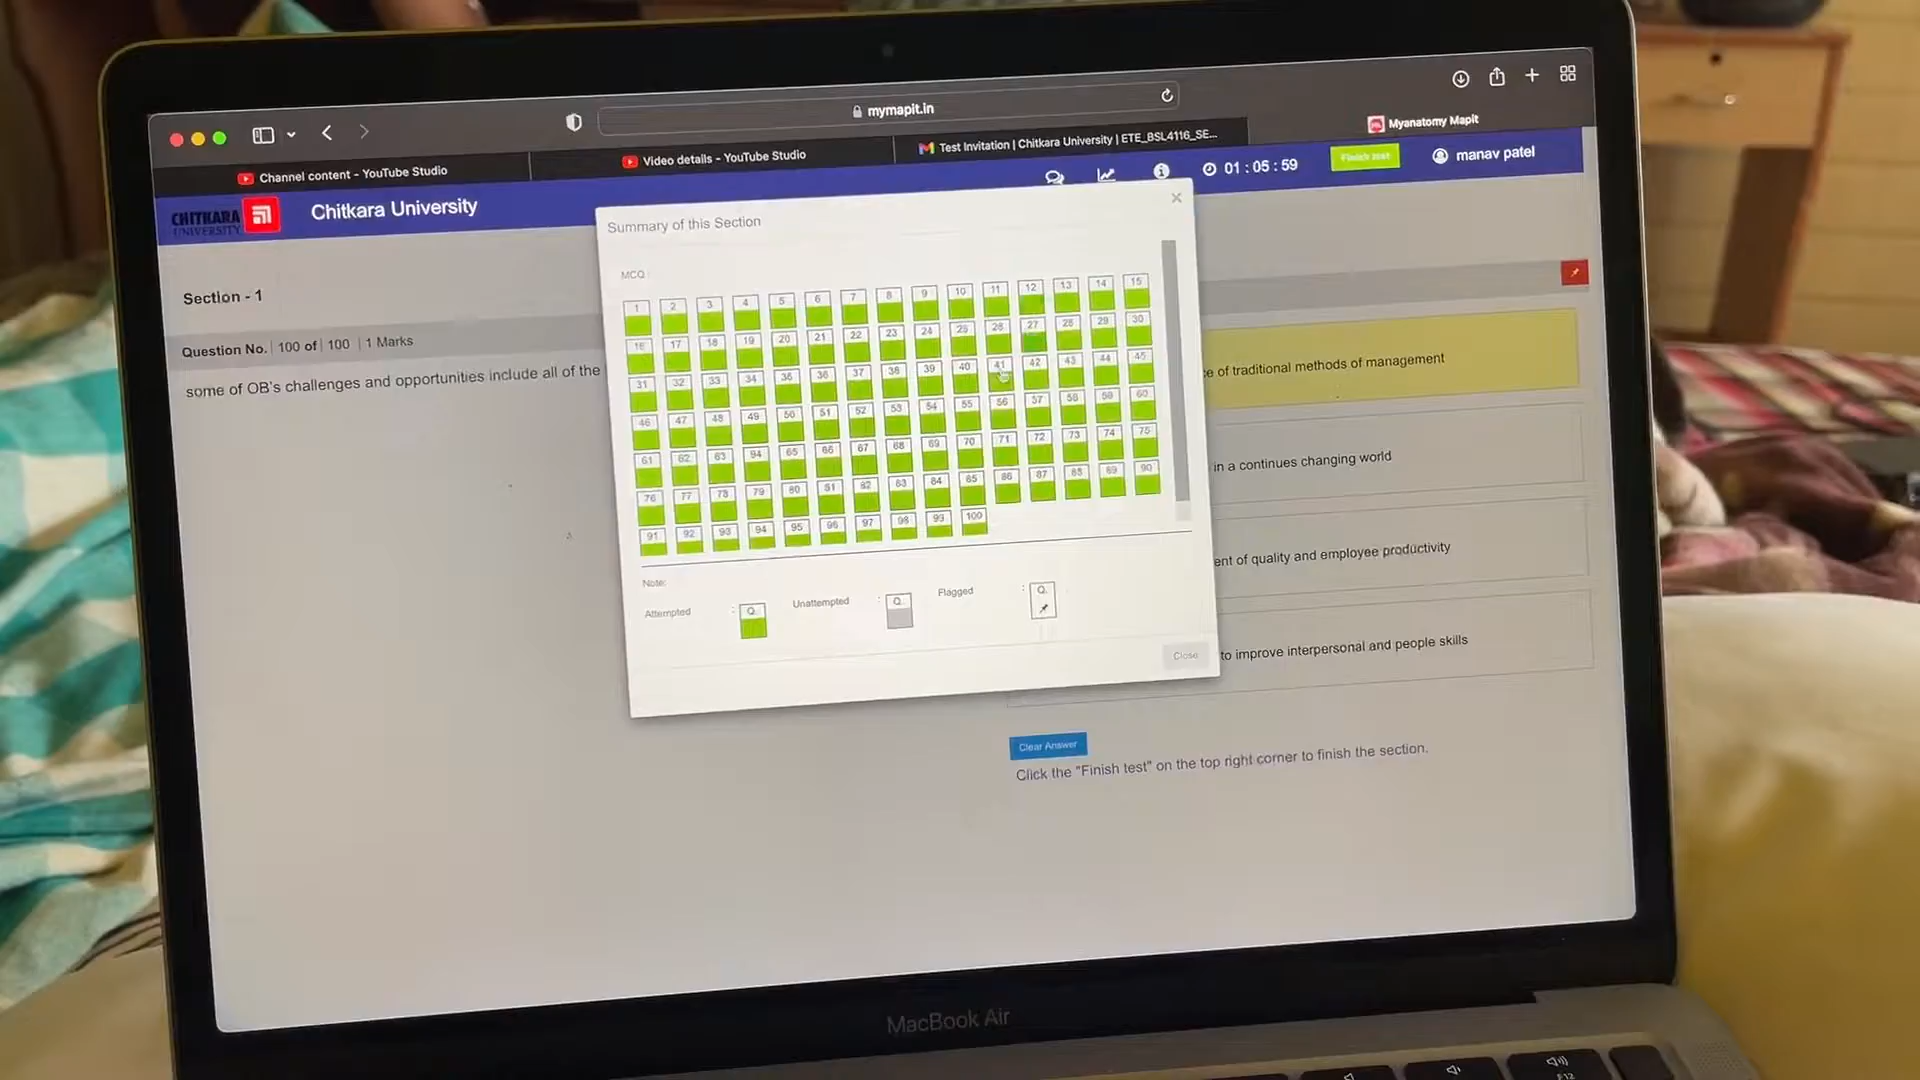 mymapit.in
Channel content - YouTube Studio
Video details - YouTube Studio
Test Invitation | Chitkara University | ETE_BSL4116_SE...
Myanatomy Mapit
CHITKARA
UNIVERSITY
Chitkara University
01 : 05 : 59
Finish test
manav patel
Section - 1
Question No. 100 of 100 1 Marks
some of OB's challenges and opportunities include all of the
Summary of this Section
MCQ
1 2 3 4 5 6 7 8 9 10 11 12 13 14 15
16 17 18 19 20 21 22 23 24 25 26 27 28 29 30
31 32 33 34 35 36 37 38 39 40 41 42 43 44 45
46 47 48 49 50 51 52 53 54 55 56 57 58 59 60
61 62 63 64 65 66 67 68 69 70 71 72 73 74 75
76 77 78 79 80 81 82 83 84 85 86 87 88 89 90
91 92 93 94 95 96 97 98 99 100
Note:
Attempted : Q. Unattempted : Q. Flagged : Q.
Close
ce of traditional methods of management
in a continues changing world
ent of quality and employee productivity
to improve interpersonal and people skills
Clear Answer
Click the "Finish test" on the top right corner to finish the section.
MacBook Air
F12